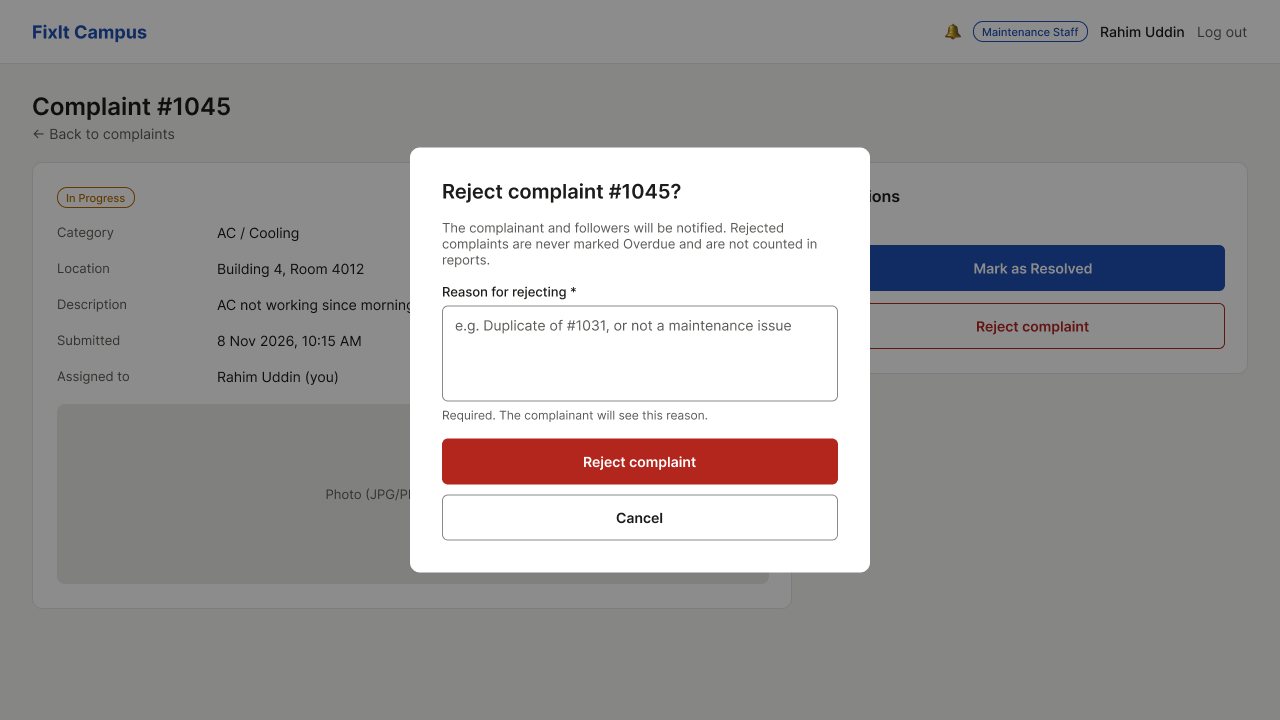 FixIt Campus
Maintenance Staff
Rahim Uddin
Log out
Complaint #1045
← Back to complaints
In Progress
Category
AC / Cooling
Location
Building 4, Room 4012
Description
AC not working since morning
Submitted
8 Nov 2026, 10:15 AM
Assigned to
Rahim Uddin (you)
Photo (JPG/
Reject complaint #1045?
The complainant and followers will be notified. Rejected
complaints are never marked Overdue and are not counted in
reports.
Reason for rejecting *
e.g. Duplicate of #1031, or not a maintenance issue
Required. The complainant will see this reason.
Reject complaint
Cancel
Mark as Resolved
Reject complaint